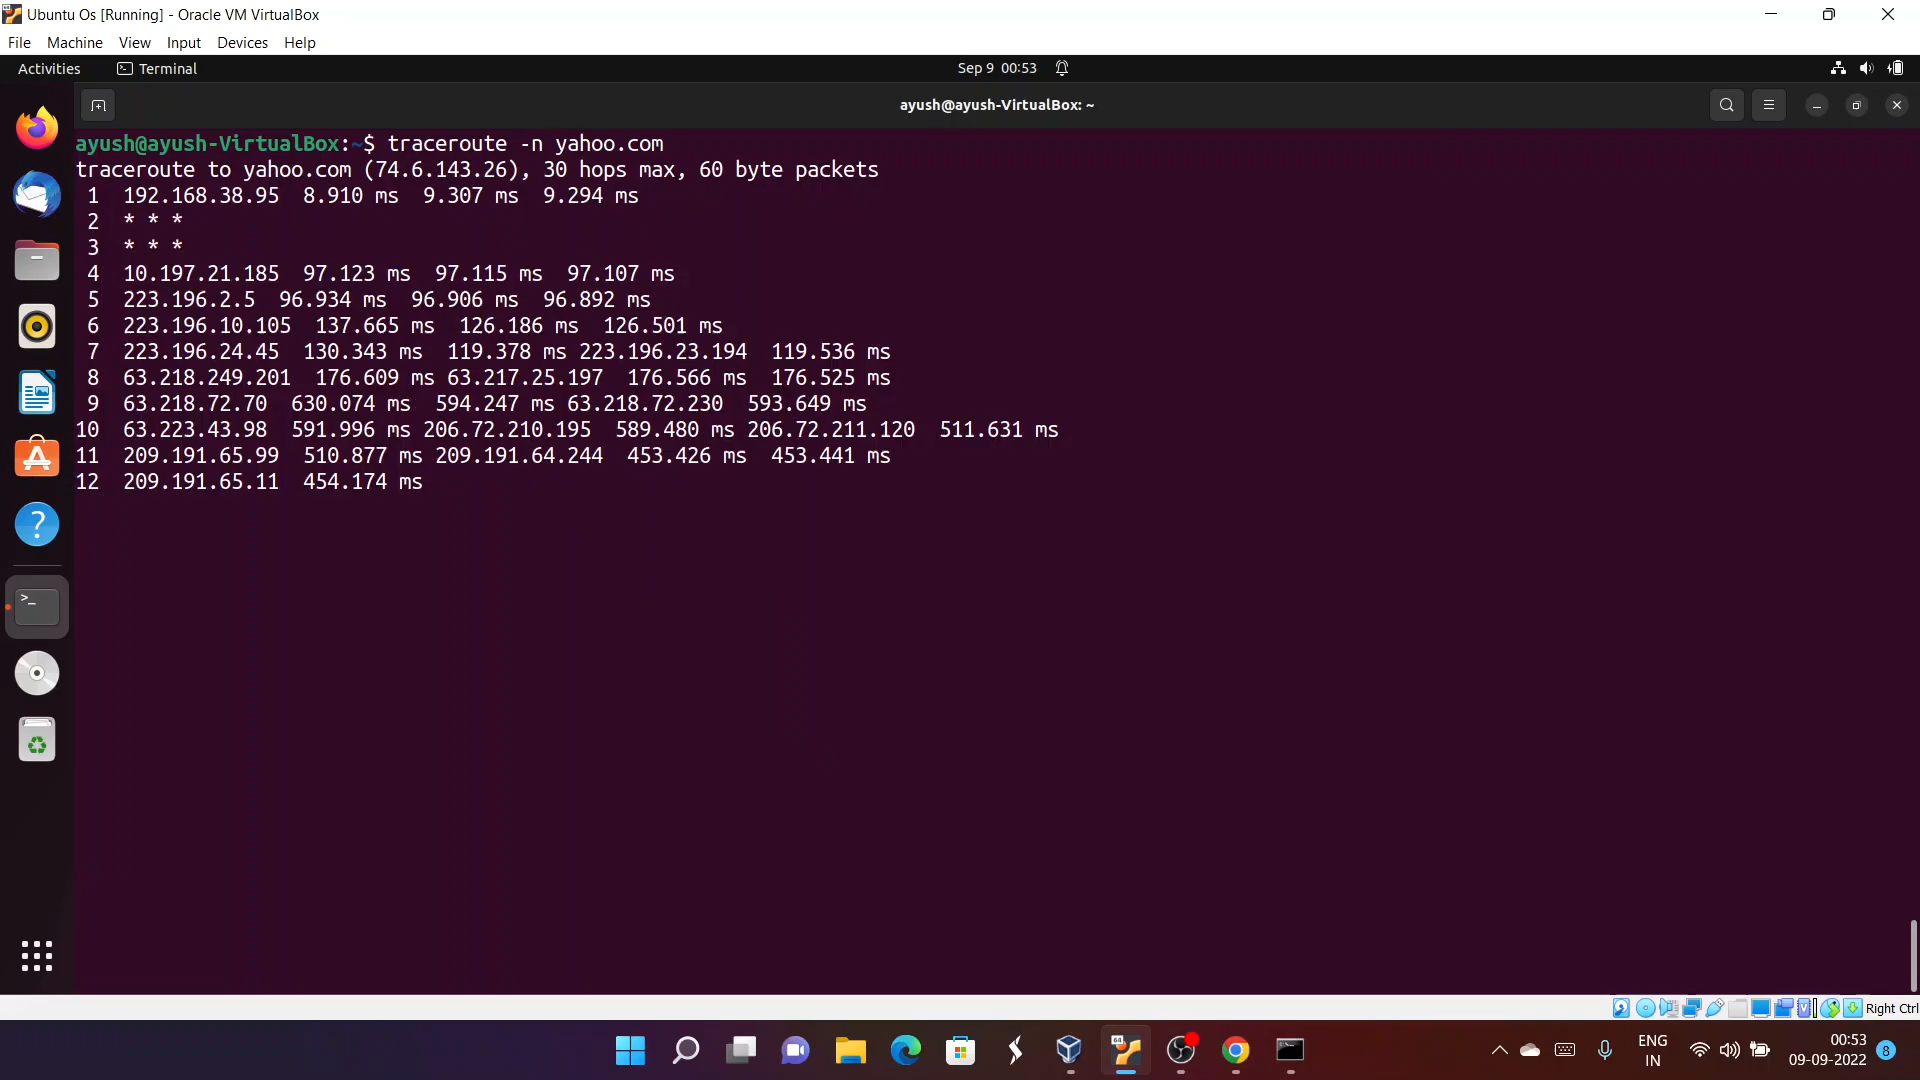 Ubuntu Os [Running] - Oracle VM VirtualBox
File Machine View Input Devices Help
Activities Terminal Sep 9 00:53
ayush@ayush-VirtualBox: ~
ayush@ayush-VirtualBox:~$ traceroute -n yahoo.com
traceroute to yahoo.com (74.6.143.26), 30 hops max, 60 byte packets
1 192.168.38.95 8.910 ms 9.307 ms 9.294 ms
2 * * *
3 * * *
4 10.197.21.185 97.123 ms 97.115 ms 97.107 ms
5 223.196.2.5 96.934 ms 96.906 ms 96.892 ms
6 223.196.10.105 137.665 ms 126.186 ms 126.501 ms
7 223.196.24.45 130.343 ms 119.378 ms 223.196.23.194 119.536 ms
8 63.218.249.201 176.609 ms 63.217.25.197 176.566 ms 176.525 ms
9 63.218.72.70 630.074 ms 594.247 ms 63.218.72.230 593.649 ms
10 63.223.43.98 591.996 ms 206.72.210.195 589.480 ms 206.72.211.120 511.631 ms
11 209.191.65.99 510.877 ms 209.191.64.244 453.426 ms 453.441 ms
12 209.191.65.11 454.174 ms
Right Ctrl
ENG
IN
00:53
09-09-2022
8